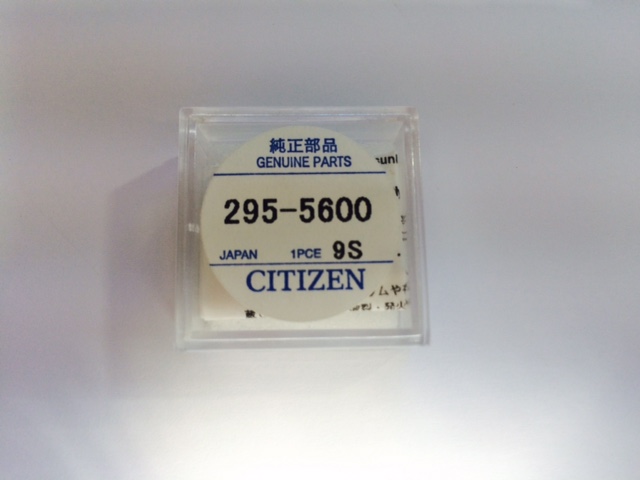 純正部品
GENUINE PARTS
295-5600
JAPAN 1PCE 9S
CITIZEN